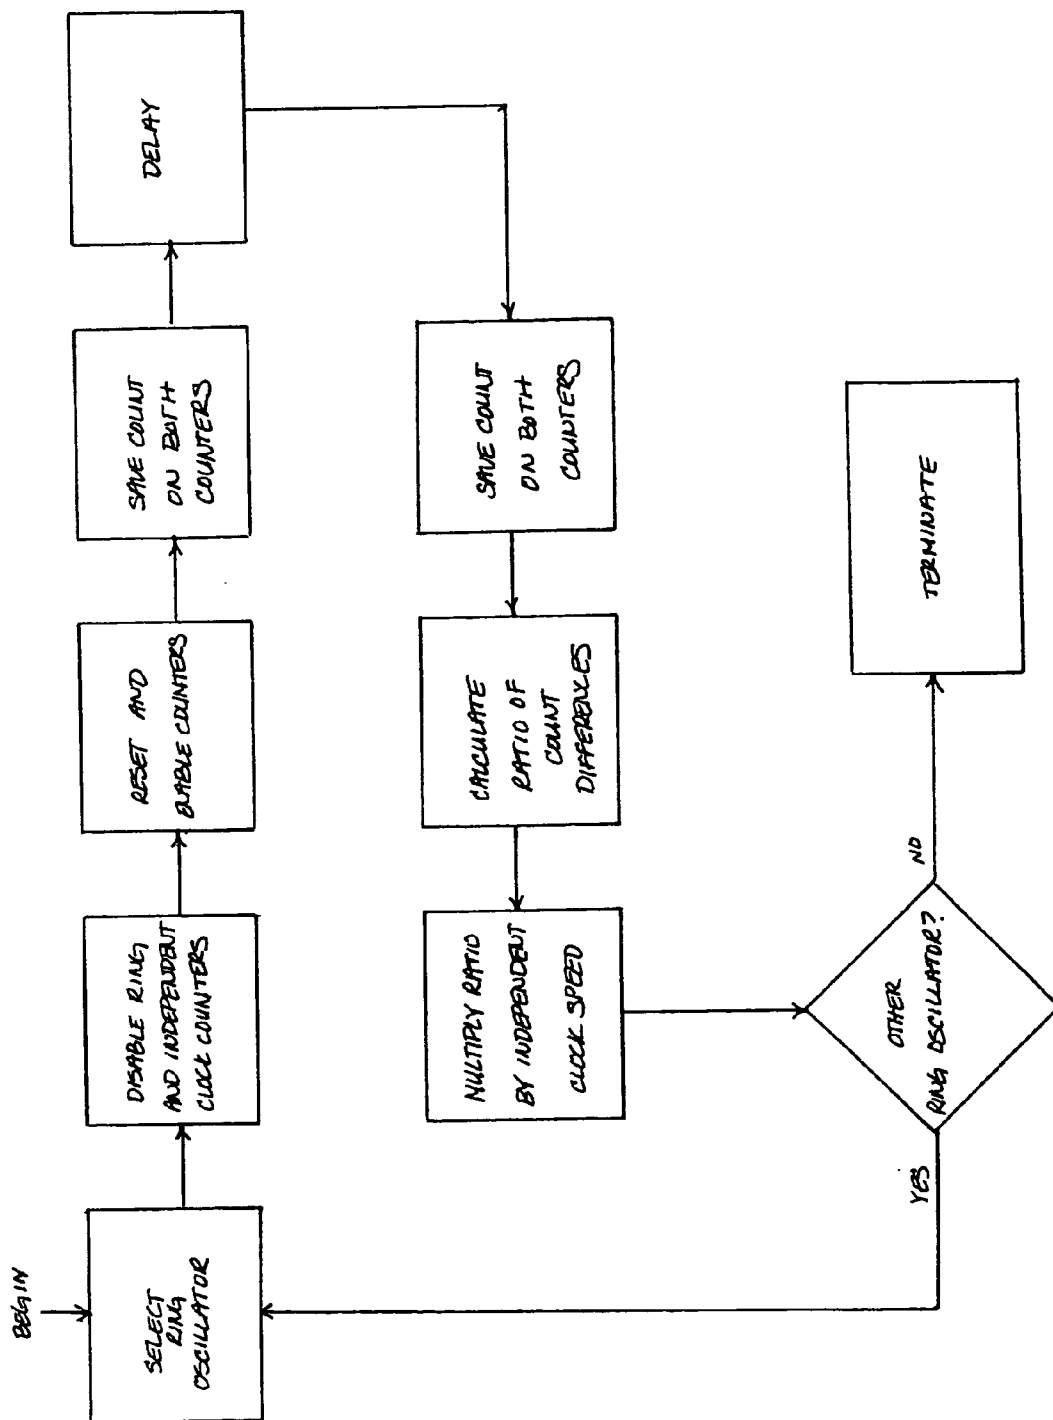 BEGIN
SELECT
RING
OSCILLATOR
DISABLE RING
AND INDEPENDENT
CLOCK COUNTERS
RESET AND
ENABLE COUNTERS
SAVE COUNT
ON BOTH
COUNTERS
DELAY
SAVE COUNT
ON BOTH
COUNTERS
CALCULATE
RATIO OF
COUNT
DIFFERENCES
MULTIPLY RATIO
BY INDEPENDENT
CLOCK SPEED
OTHER
RING OSCILLATOR?
YES
NO
TERMINATE